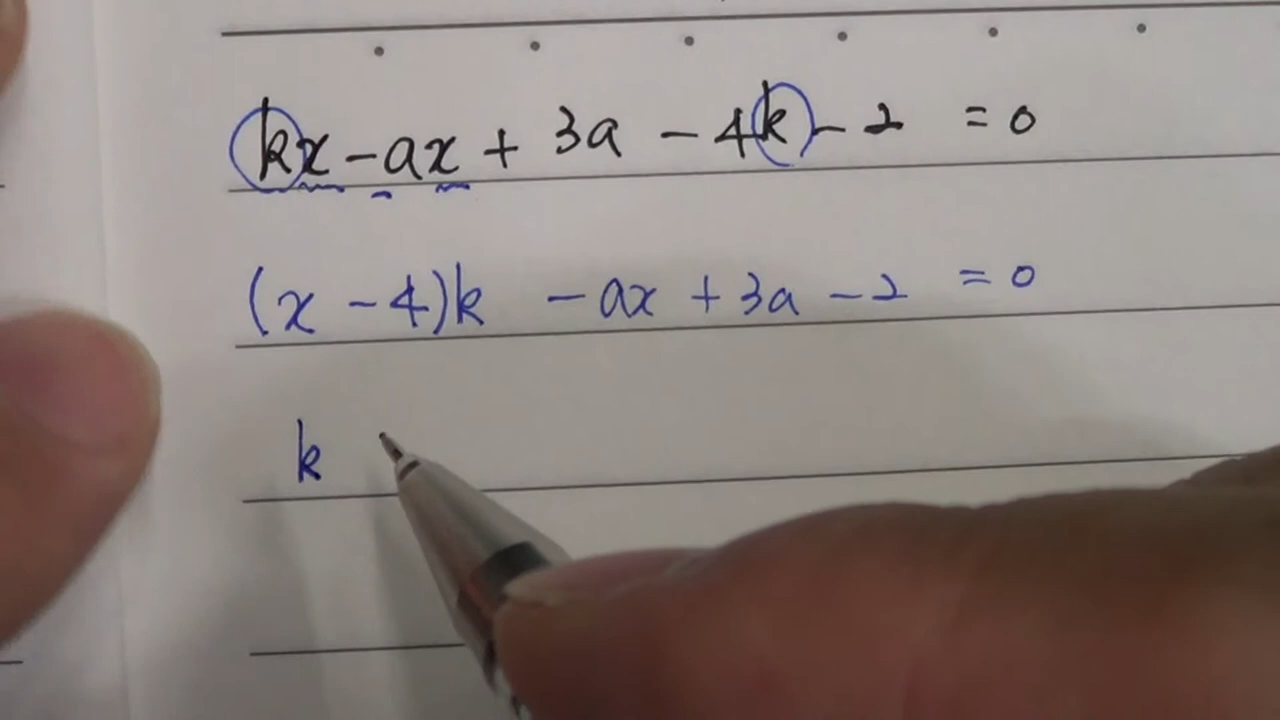 kx - ax + 3a - 4k - 2 = 0
(x - 4)k - ax + 3a - 2 = 0
k